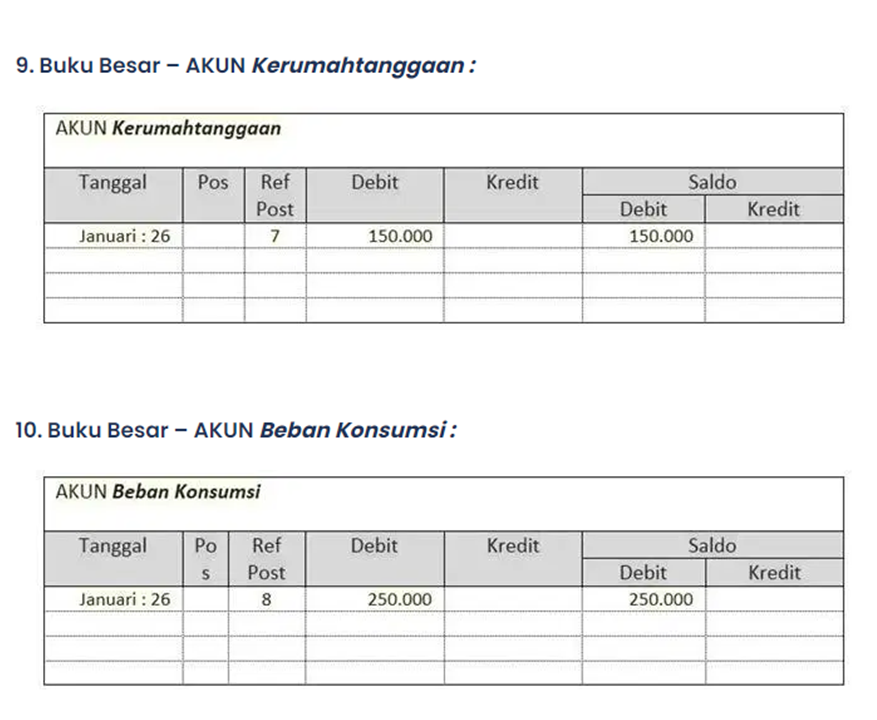 9. Buku Besar – AKUN Kerumahtanggaan :
AKUN Kerumahtanggaan
Tanggal Pos Ref Post Debit Kredit Saldo
Debit Kredit
Januari : 26 7 150.000 150.000
10. Buku Besar – AKUN Beban Konsumsi :
AKUN Beban Konsumsi
Tanggal Po s Ref Post Debit Kredit Saldo
Debit Kredit
Januari : 26 8 250.000 250.000